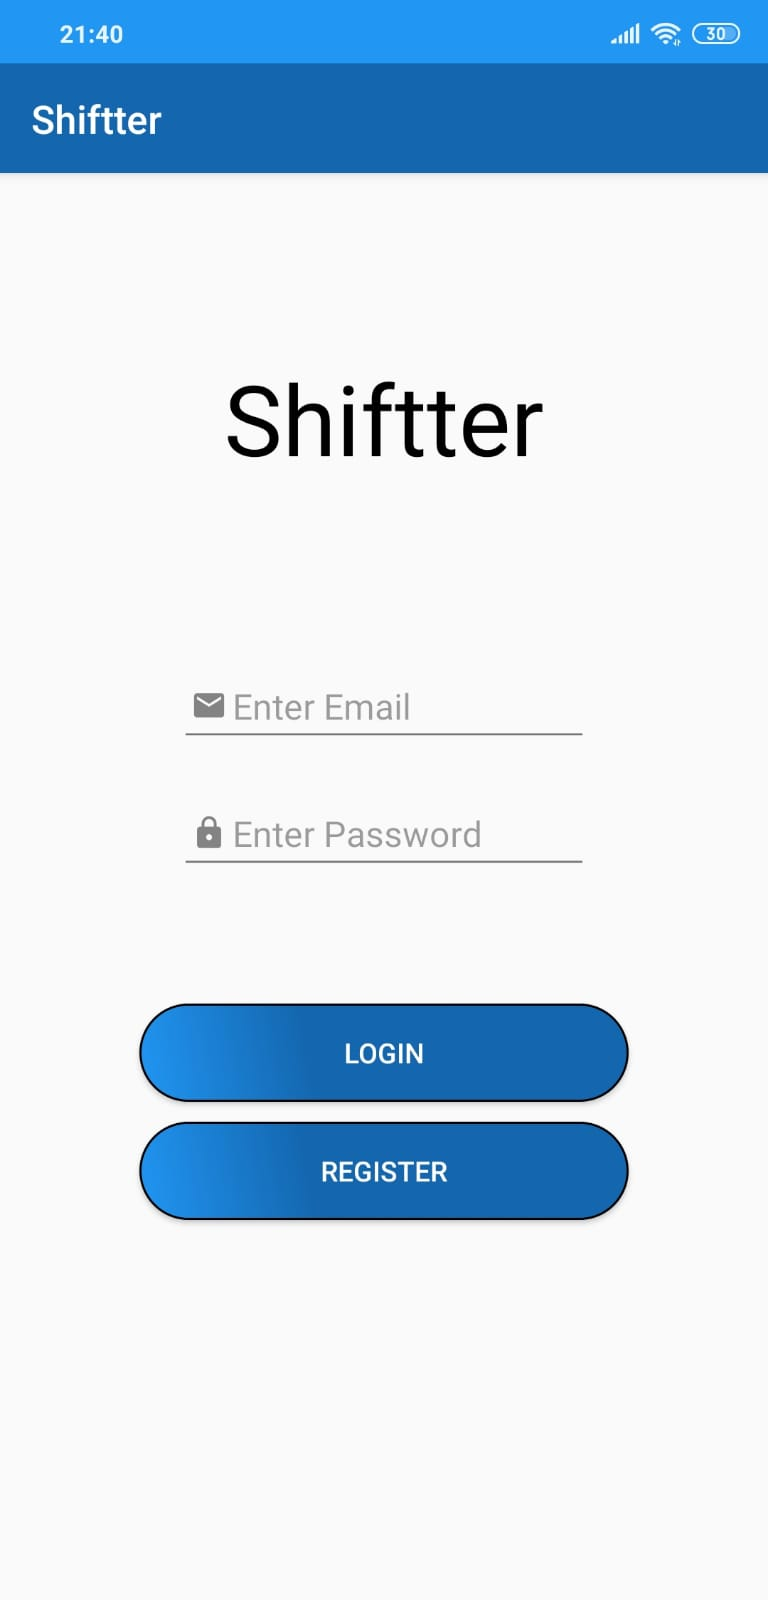 21:40 30
Shiftter
Shiftter
Enter Email
Enter Password
LOGIN
REGISTER